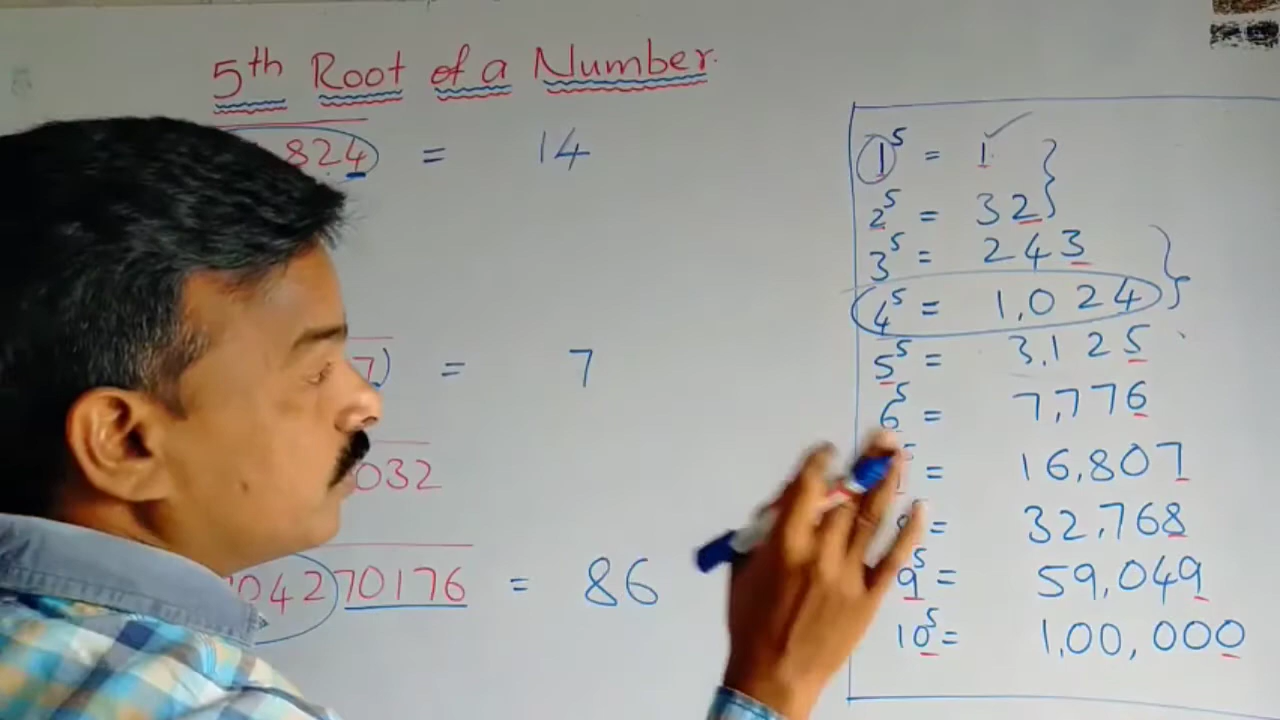 5th Root of a Number.
824 = 14
7) = 7
032
04270176 = 86
1⁵ = 1
2⁵ = 32
3⁵ = 243
4⁵ = 1,024
5⁵ = 3,125
6⁵ = 7,776
⁵ = 16,807
⁵ = 32,768
9⁵ = 59,049
10⁵ = 1,00,000